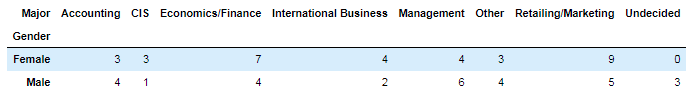 Major Accounting CIS Economics/Finance International Business Management Other Retailing/Marketing Undecided
Gender
Female 3 3 7 4 4 3 9 0
Male 4 1 4 2 6 4 5 3